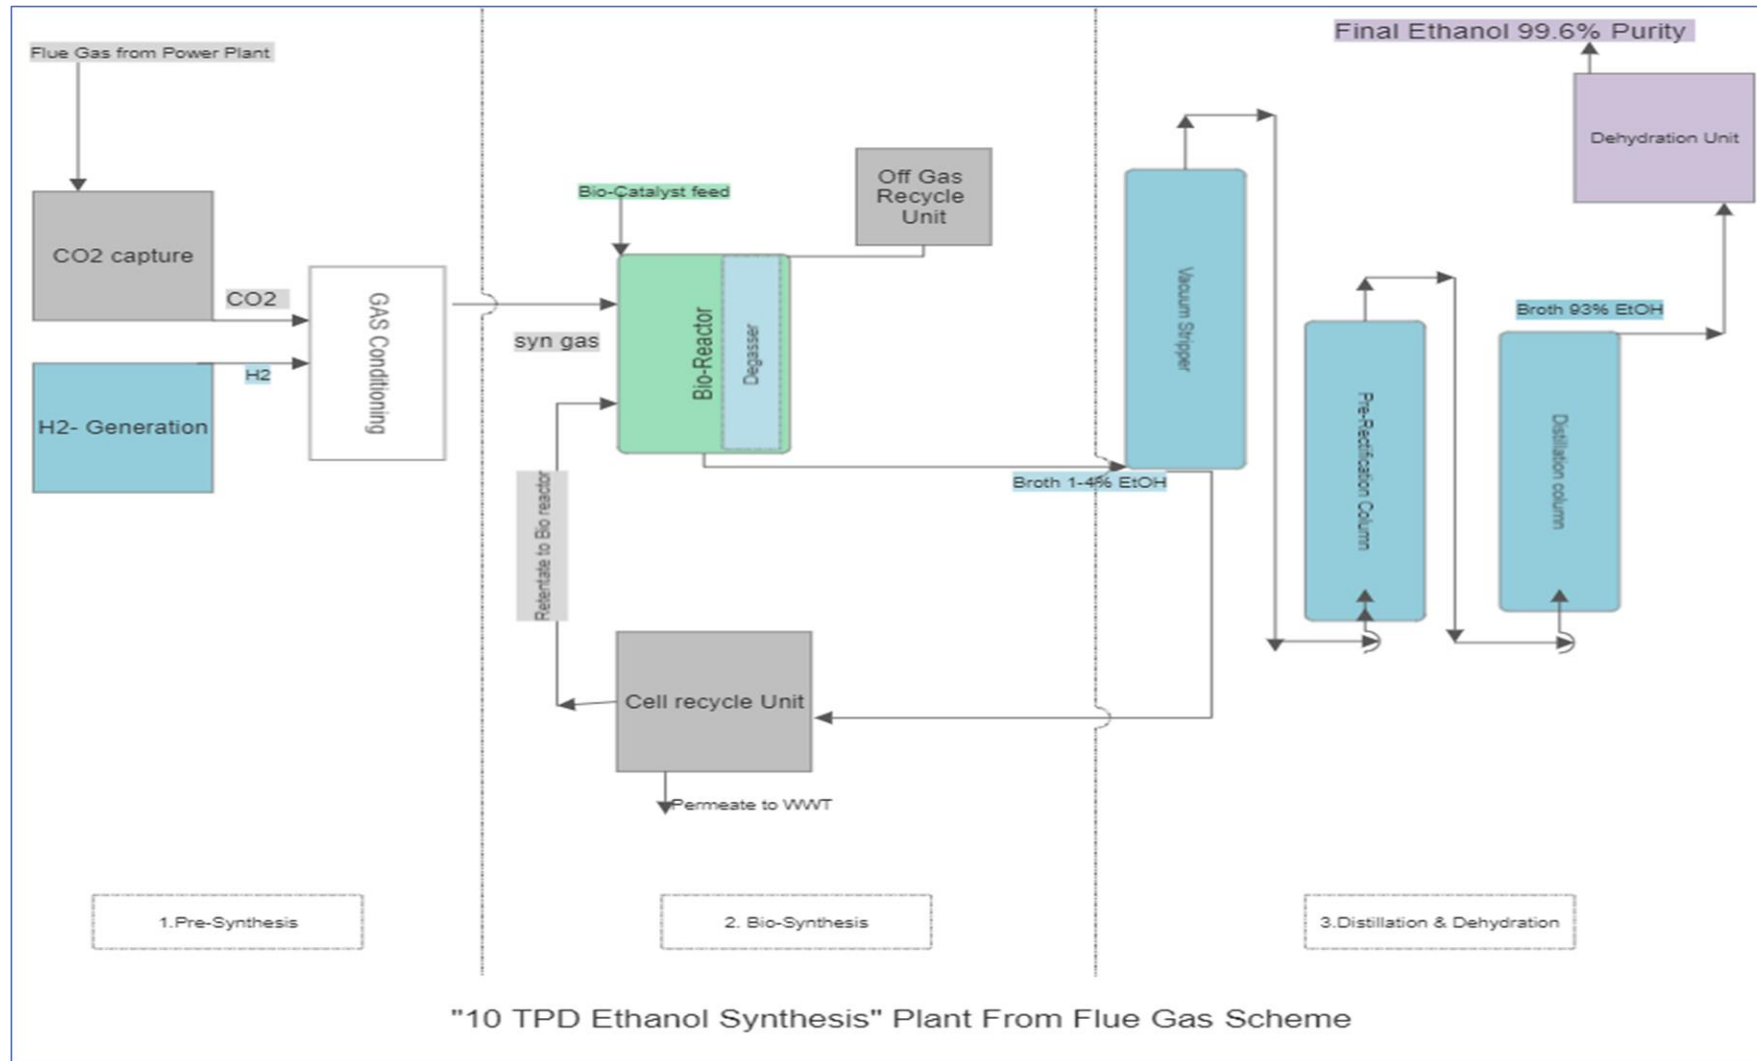 Final Ethanol 99.6% Purity
Flue Gas from Power Plant
Dehydration Unit
Off Gas
Recycle
Unit
Bio-Catalyst feed
CO2 capture
CO2
GAS Conditioning
syn gas
Bio-Reactor
Degasser
Vacuum Stripper
Broth 93% EtOH
H2
H2- Generation
Pre-Rectification Column
Distillation column
Broth 1-4% EtOH
Retentate to Bio reactor
Cell recycle Unit
Permeate to WWT
1.Pre-Synthesis
2. Bio-Synthesis
3.Distillation & Dehydration
"10 TPD Ethanol Synthesis" Plant From Flue Gas Scheme